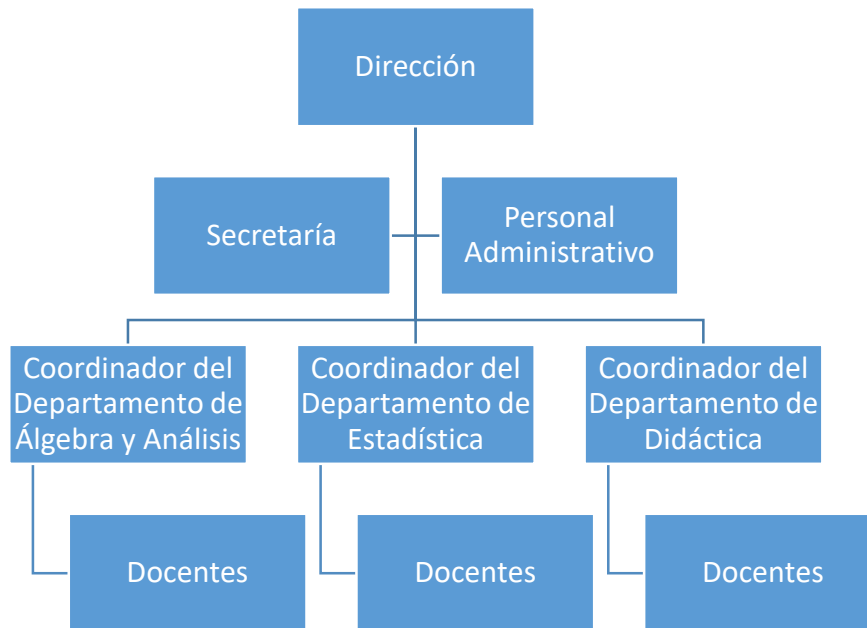 Dirección
Secretaría
Personal
Administrativo
Coordinador del
Departamento de
Álgebra y Análisis
Coordinador del
Departamento de
Estadística
Coordinador del
Departamento de
Didáctica
Docentes
Docentes
Docentes